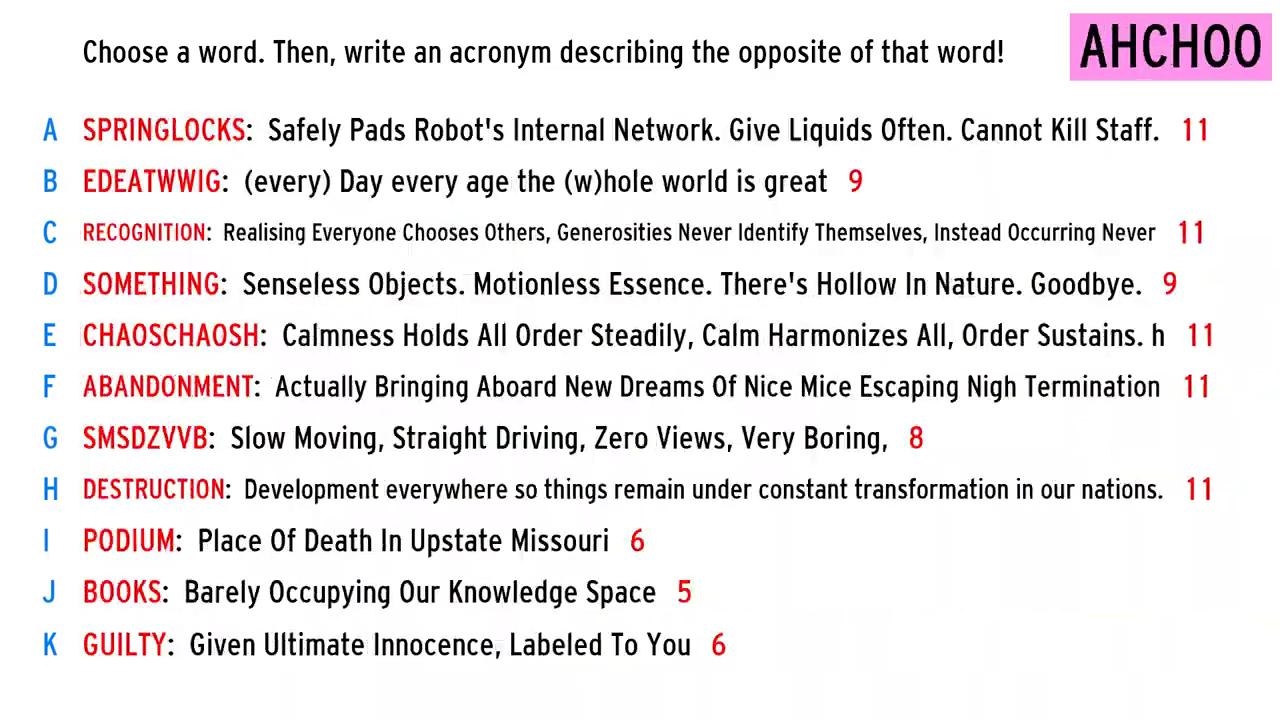 Choose a word. Then, write an acronym describing the opposite of that word!
AHCHOO
A SPRINGLOCKS: Safely Pads Robot's Internal Network. Give Liquids Often. Cannot Kill Staff. 11
B EDEATWWIG: (every) Day every age the (w)hole world is great 9
C RECOGNITION: Realising Everyone Chooses Others, Generosities Never Identify Themselves, Instead Occurring Never 11
D SOMETHING: Senseless Objects. Motionless Essence. There's Hollow In Nature. Goodbye. 9
E CHAOSCHAOSH: Calmness Holds All Order Steadily, Calm Harmonizes All, Order Sustains. h 11
F ABANDONMENT: Actually Bringing Aboard New Dreams Of Nice Mice Escaping Nigh Termination 11
G SMSDZVVB: Slow Moving, Straight Driving, Zero Views, Very Boring, 8
H DESTRUCTION: Development everywhere so things remain under constant transformation in our nations. 11
I PODIUM: Place Of Death In Upstate Missouri 6
J BOOKS: Barely Occupying Our Knowledge Space 5
K GUILTY: Given Ultimate Innocence, Labeled To You 6